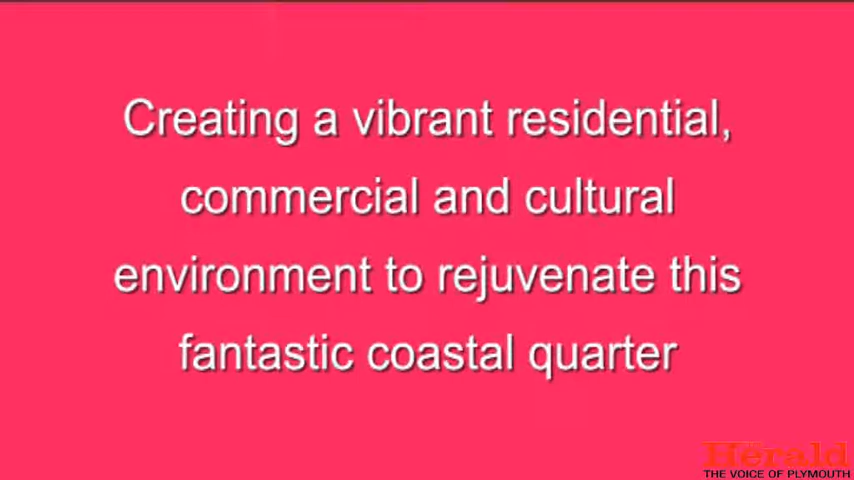 Creating a vibrant residential,
commercial and cultural
environment to rejuvenate this
fantastic coastal quarter
Herald
THE VOICE OF PLYMOUTH